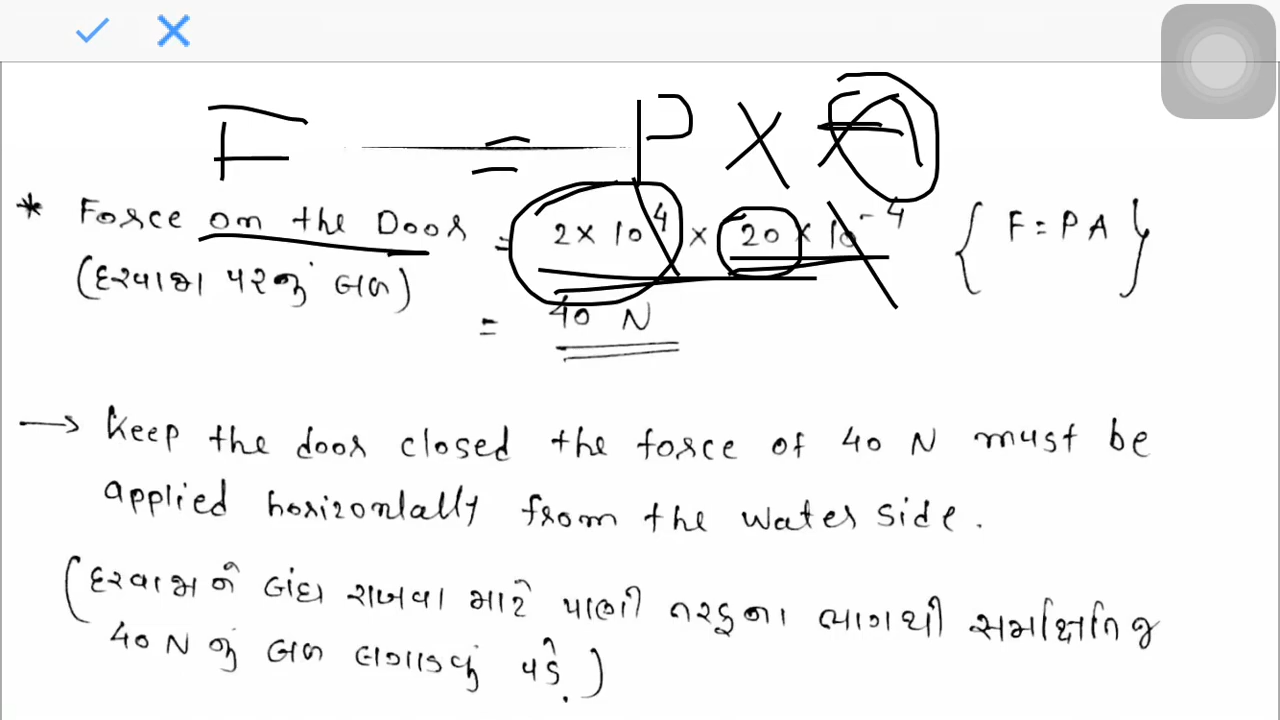 F = P × A
* Force on the Door = 2 × 10⁴ × 20 × 10⁻⁴ { F = P A }
(દરવાજા પરનું બળ)
= 40 N
→ Keep the door closed the force of 40 N must be
applied horizontally from the water side.
(દરવાજાને બંધ રાખવા માટે પાણી તરફના ભાગથી સમક્ષિતિજ
40 N નું બળ લગાડવું પડે.)